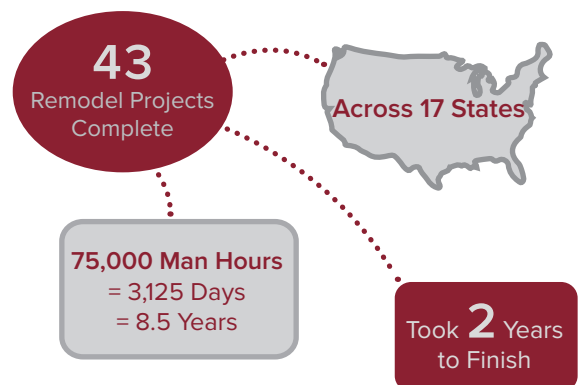 43
Remodel Projects
Complete
Across 17 States
75,000 Man Hours
= 3,125 Days
= 8.5 Years
Took 2 Years
to Finish